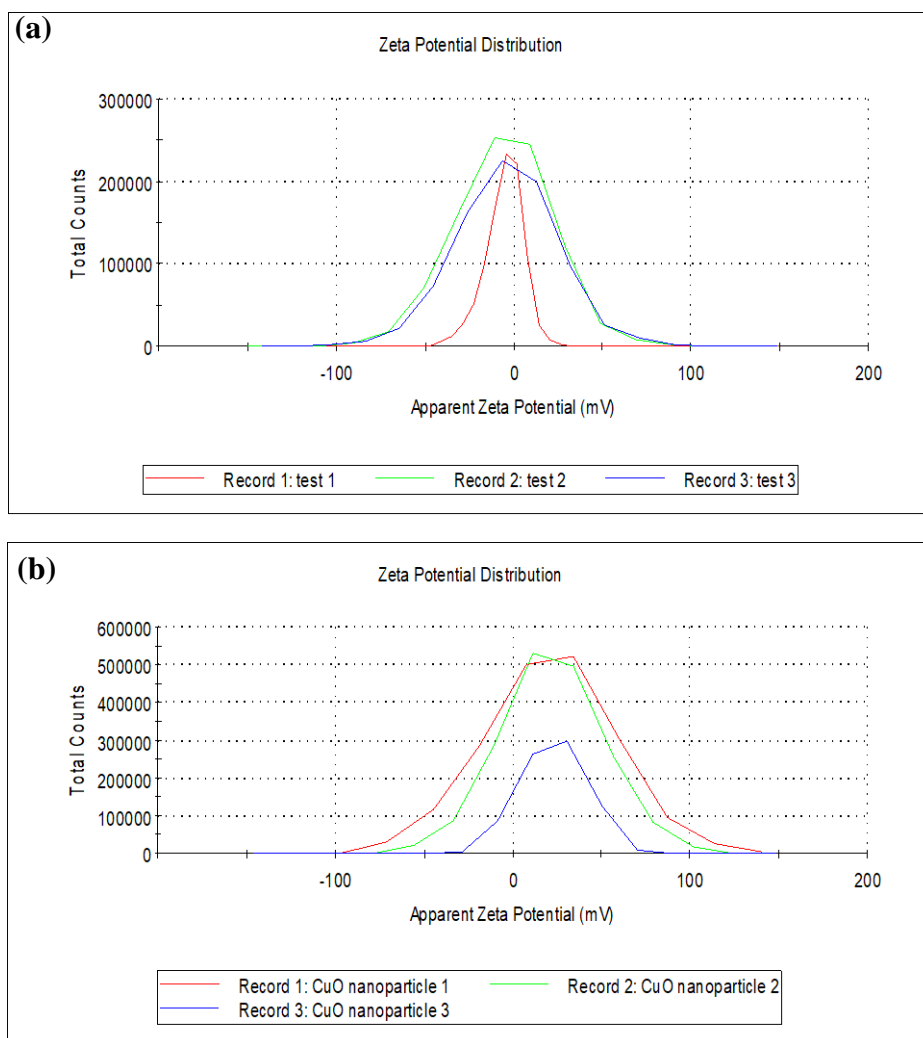 (a)
Zeta Potential Distribution
300000
200000
100000
0
Total Counts
-100 0 100 200
Apparent Zeta Potential (mV)
Record 1: test 1 Record 2: test 2 Record 3: test 3
(b)
Zeta Potential Distribution
600000
500000
400000
300000
200000
100000
0
Total Counts
-100 0 100 200
Apparent Zeta Potential (mV)
Record 1: CuO nanoparticle 1 Record 2: CuO nanoparticle 2
Record 3: CuO nanoparticle 3